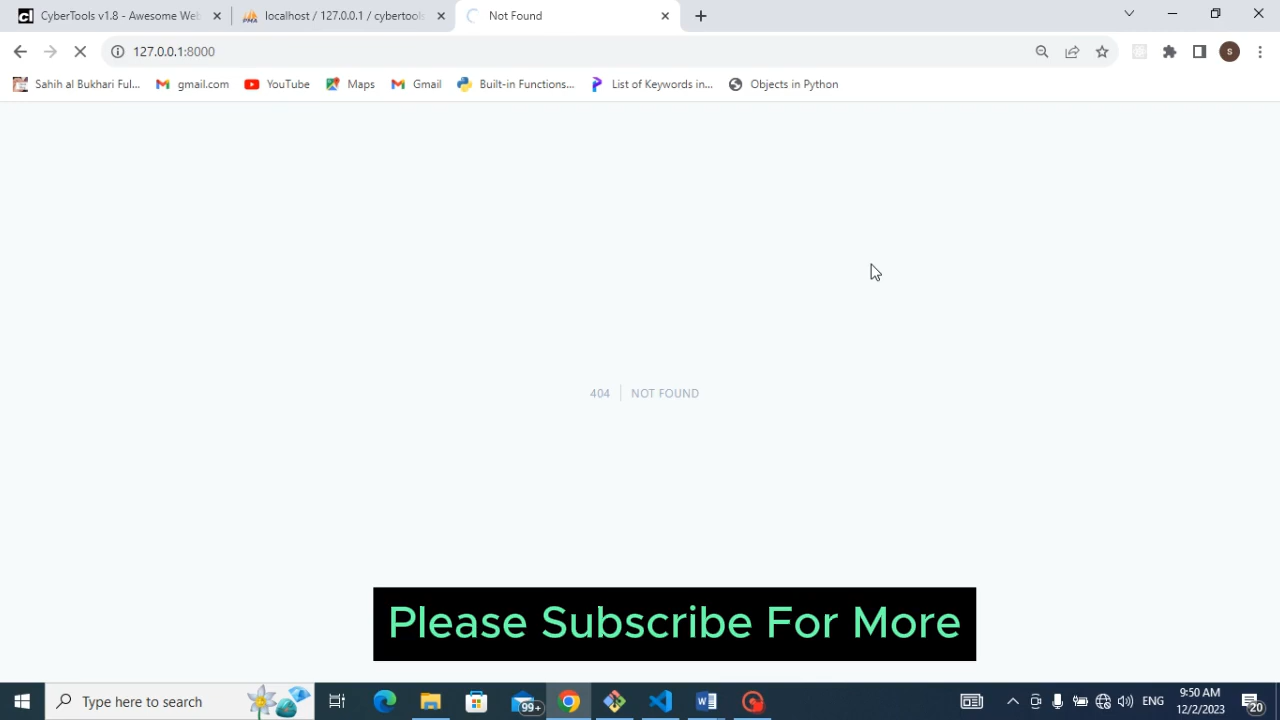 CyberTools v1.8 - Awesome Web
localhost / 127.0.0.1 / cybertools
Not Found
127.0.0.1:8000
S
Sahih al Bukhari Ful...
gmail.com
YouTube
Maps
Gmail
Built-in Functions...
List of Keywords in...
Objects in Python
404
NOT FOUND
Please Subscribe For More
Type here to search
99+
ENG
9:50 AM
12/2/2023
20